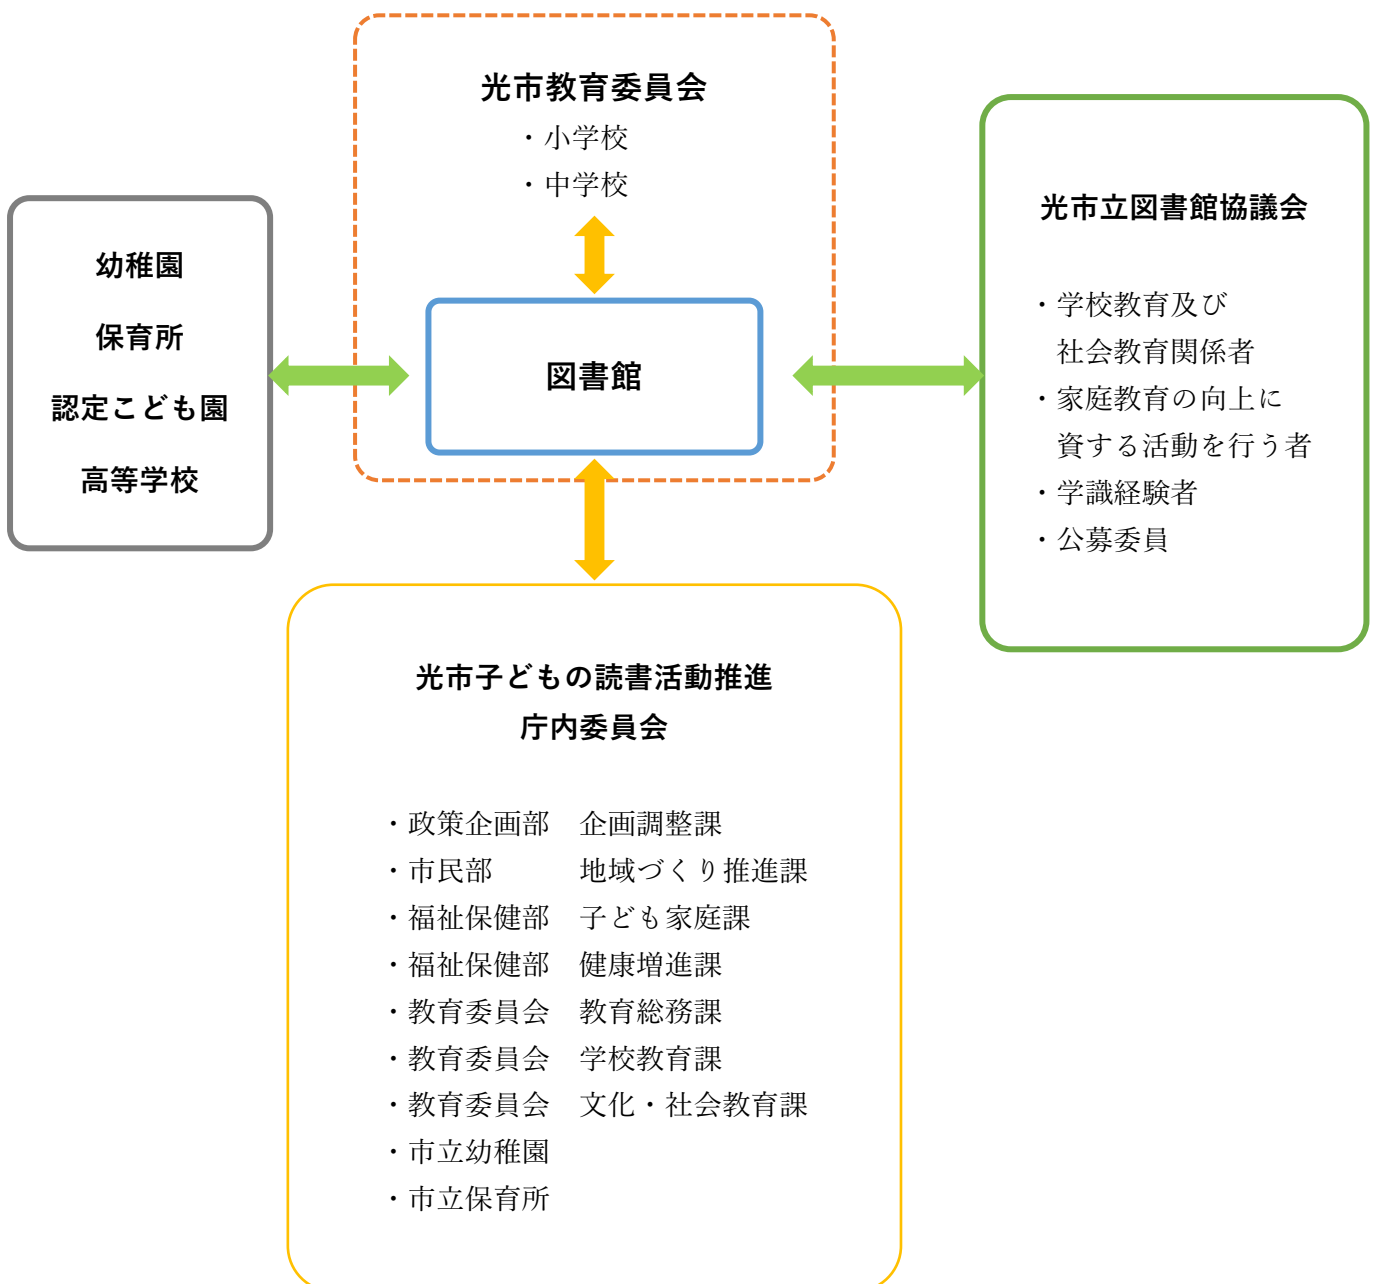 光市教育委員会
・小学校
・中学校
幼稚園
保育所
認定こども園
高等学校
図書館
光市立図書館協議会
・学校教育及び
社会教育関係者
・家庭教育の向上に
資する活動を行う者
・学識経験者
・公募委員
光市子どもの読書活動推進
庁内委員会
・政策企画部　企画調整課
・市民部　　　地域づくり推進課
・福祉保健部　子ども家庭課
・福祉保健部　健康増進課
・教育委員会　教育総務課
・教育委員会　学校教育課
・教育委員会　文化・社会教育課
・市立幼稚園
・市立保育所